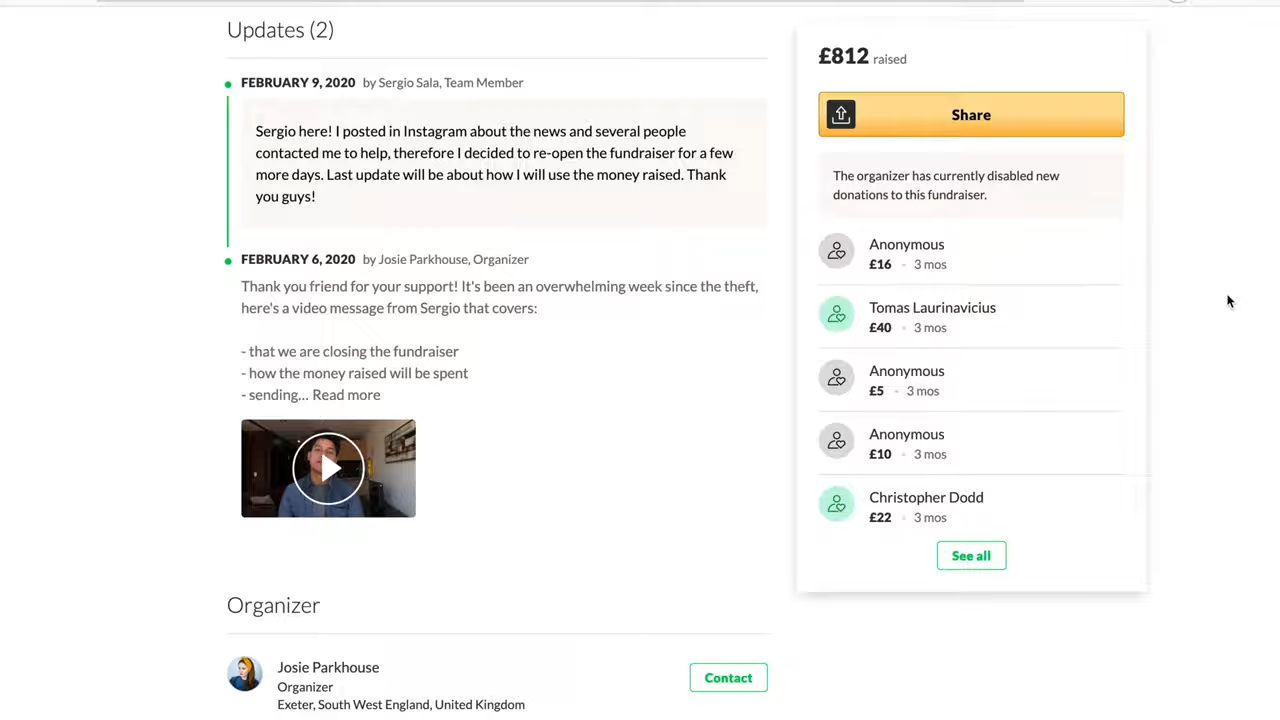 Updates (2)
FEBRUARY 9, 2020 by Sergio Sala, Team Member
Sergio here! I posted in Instagram about the news and several people
contacted me to help, therefore I decided to re-open the fundraiser for a few
more days. Last update will be about how I will use the money raised. Thank
you guys!
FEBRUARY 6, 2020 by Josie Parkhouse, Organizer
Thank you friend for your support! It's been an overwhelming week since the theft,
here's a video message from Sergio that covers:
- that we are closing the fundraiser
- how the money raised will be spent
- sending... Read more
Organizer
Josie Parkhouse
Organizer
Exeter, South West England, United Kingdom
Contact
£812 raised
Share
The organizer has currently disabled new
donations to this fundraiser.
Anonymous
£16 • 3 mos
Tomas Laurinavicius
£40 • 3 mos
Anonymous
£5 • 3 mos
Anonymous
£10 • 3 mos
Christopher Dodd
£22 • 3 mos
See all